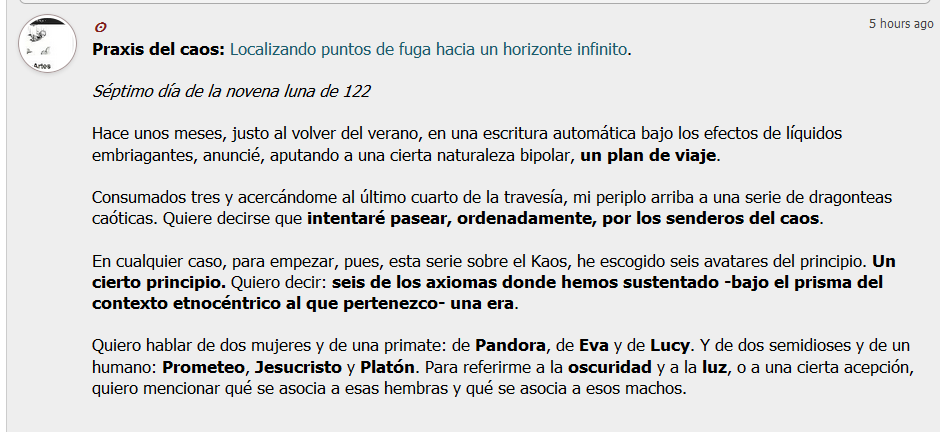 5 hours ago
Praxis del caos: Localizando puntos de fuga hacia un horizonte infinito.
Séptimo día de la novena luna de 122
Hace unos meses, justo al volver del verano, en una escritura automática bajo los efectos de líquidos
embriagantes, anuncié, aputando a una cierta naturaleza bipolar, un plan de viaje.
Consumados tres y acercándome al último cuarto de la travesía, mi periplo arriba a una serie de dragonteas
caóticas. Quiere decirse que intentaré pasear, ordenadamente, por los senderos del caos.
En cualquier caso, para empezar, pues, esta serie sobre el Kaos, he escogido seis avatares del principio. Un
cierto principio. Quiero decir: seis de los axiomas donde hemos sustentado -bajo el prisma del
contexto etnocéntrico al que pertenezco- una era.
Quiero hablar de dos mujeres y de una primate: de Pandora, de Eva y de Lucy. Y de dos semidioses y de un
humano: Prometeo, Jesucristo y Platón. Para referirme a la oscuridad y a la luz, o a una cierta acepción,
quiero mencionar qué se asocia a esas hembras y qué se asocia a esos machos.
Artes